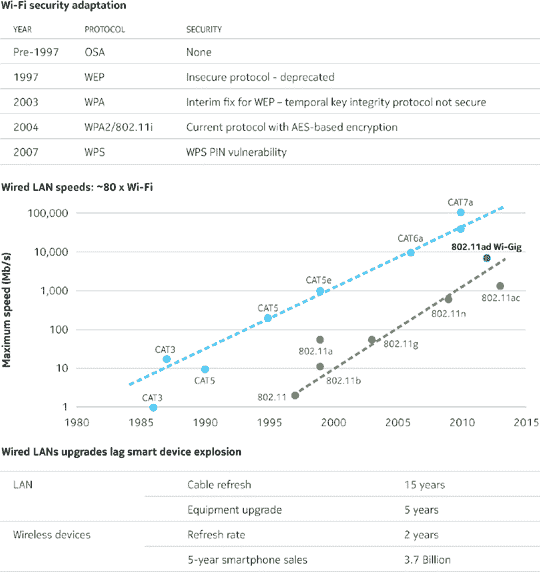 Wi-Fi security adaptation
YEAR PROTOCOL SECURITY
Pre-1997 OSA None
1997 WEP Insecure protocol - deprecated
2003 WPA Interim fix for WEP – temporal key integrity protocol not secure
2004 WPA2/802.11i Current protocol with AES-based encryption
2007 WPS WPS PIN vulnerability
Wired LAN speeds: ~80 x Wi-Fi
Maximum speed (Mb/s)
100,000
10,000
1,000
100
10
1
CAT7a
CAT6a
802.11ad Wi-Gig
CAT5e
802.11ac
802.11n
CAT5
CAT3
802.11a
802.11g
CAT5
802.11b
CAT3
802.11
1980 1985 1990 1995 2000 2005 2010 2015
Wired LANs upgrades lag smart device explosion
LAN Cable refresh 15 years
Equipment upgrade 5 years
Wireless devices Refresh rate 2 years
5-year smartphone sales 3.7 Billion